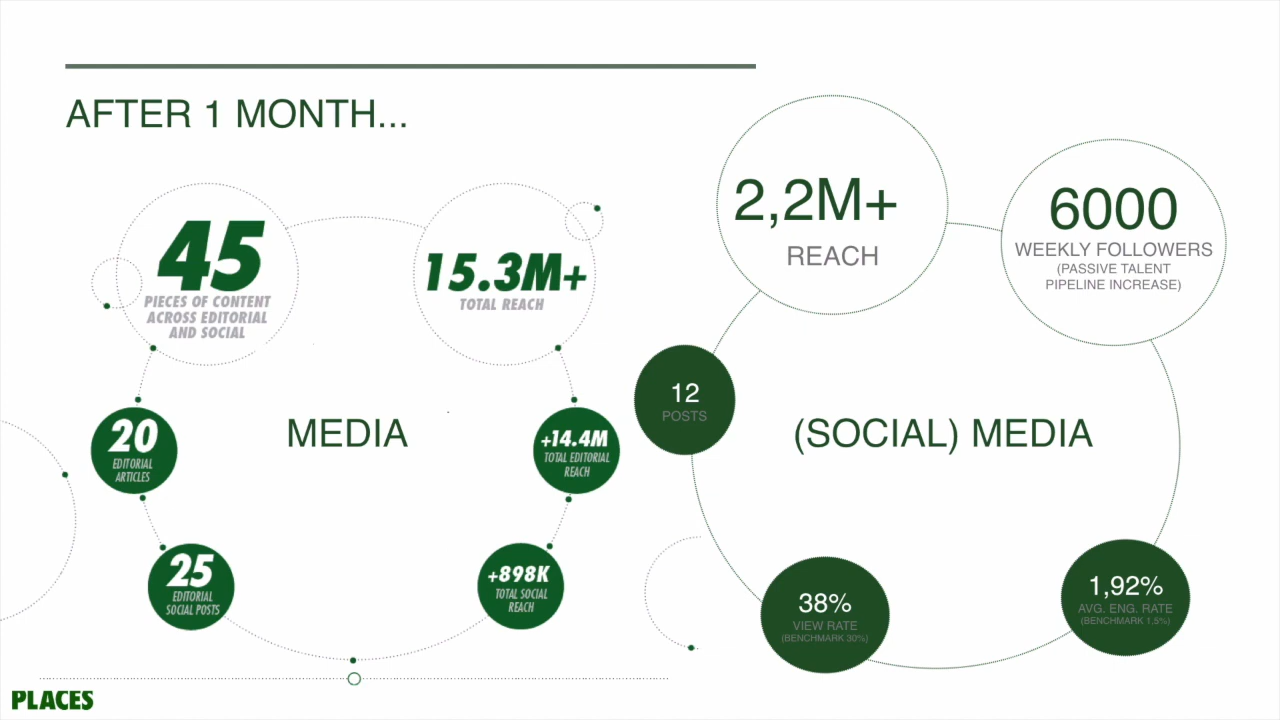 AFTER 1 MONTH...
45
PIECES OF CONTENT
ACROSS EDITORIAL
AND SOCIAL
15.3M+
TOTAL REACH
20
EDITORIAL
ARTICLES
MEDIA
+14.4M
TOTAL EDITORIAL
REACH
25
EDITORIAL
SOCIAL POSTS
+898K
TOTAL SOCIAL
REACH
2,2M+
REACH
6000
WEEKLY FOLLOWERS
(PASSIVE TALENT
PIPELINE INCREASE)
12
POSTS
(SOCIAL) MEDIA
38%
VIEW RATE
(BENCHMARK 30%)
1,92%
AVG. ENG. RATE
(BENCHMARK 1,5%)
PLACES